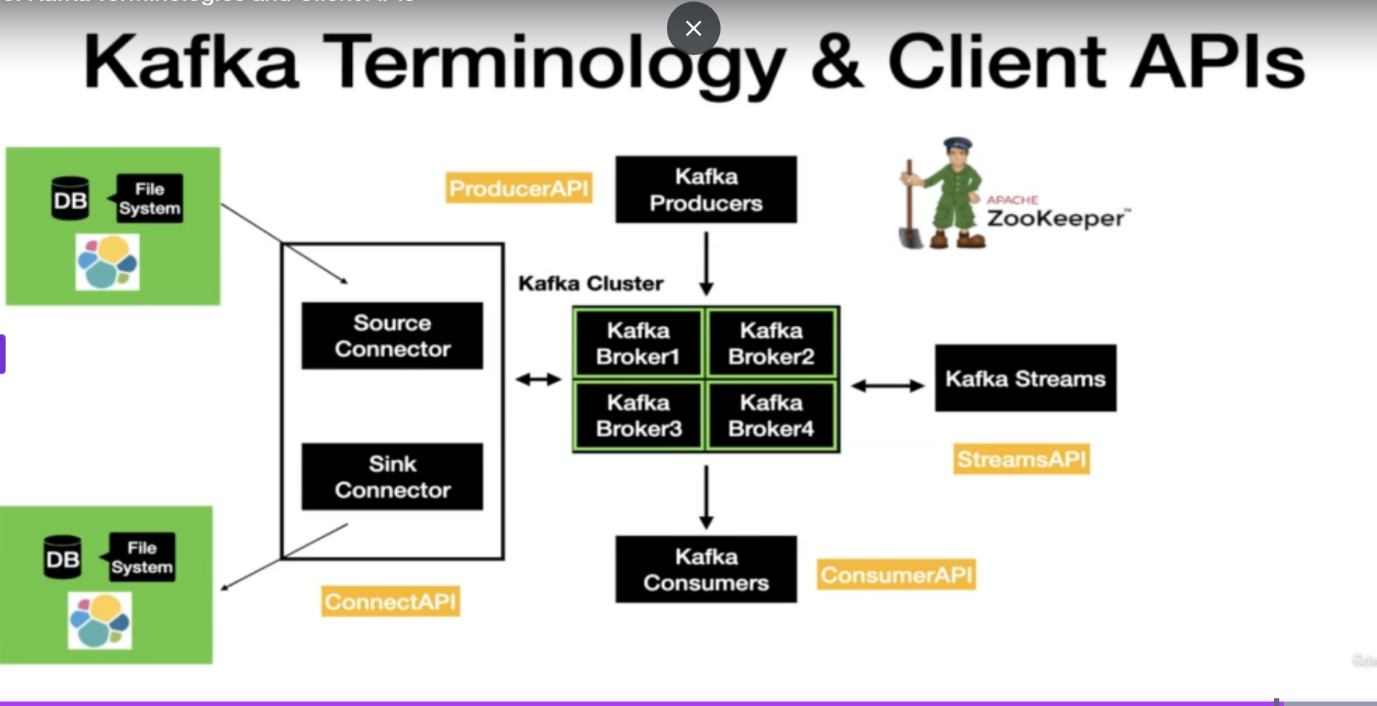 Kafka Terminology & Client APIs
DB
File
System
ProducerAPI
Kafka
Producers
APACHE
ZooKeeper™
Kafka Cluster
Source
Connector
Kafka
Broker1
Kafka
Broker2
Kafka
Broker3
Kafka
Broker4
Kafka Streams
StreamsAPI
Sink
Connector
DB
File
System
ConnectAPI
Kafka
Consumers
ConsumerAPI